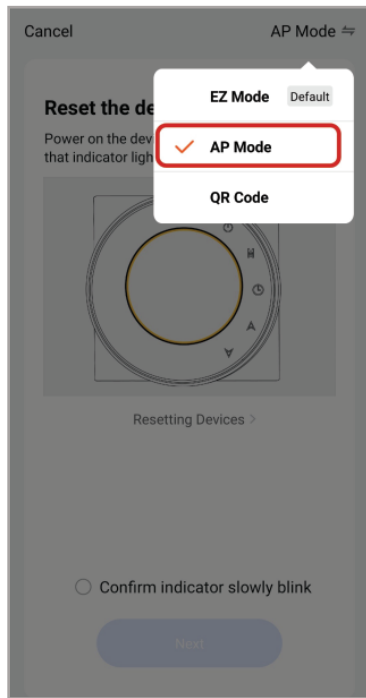 Cancel
AP Mode
EZ Mode Default
AP Mode
QR Code
Reset the de
Power on the dev
that indicator ligh
Resetting Devices >
Confirm indicator slowly blink
Next